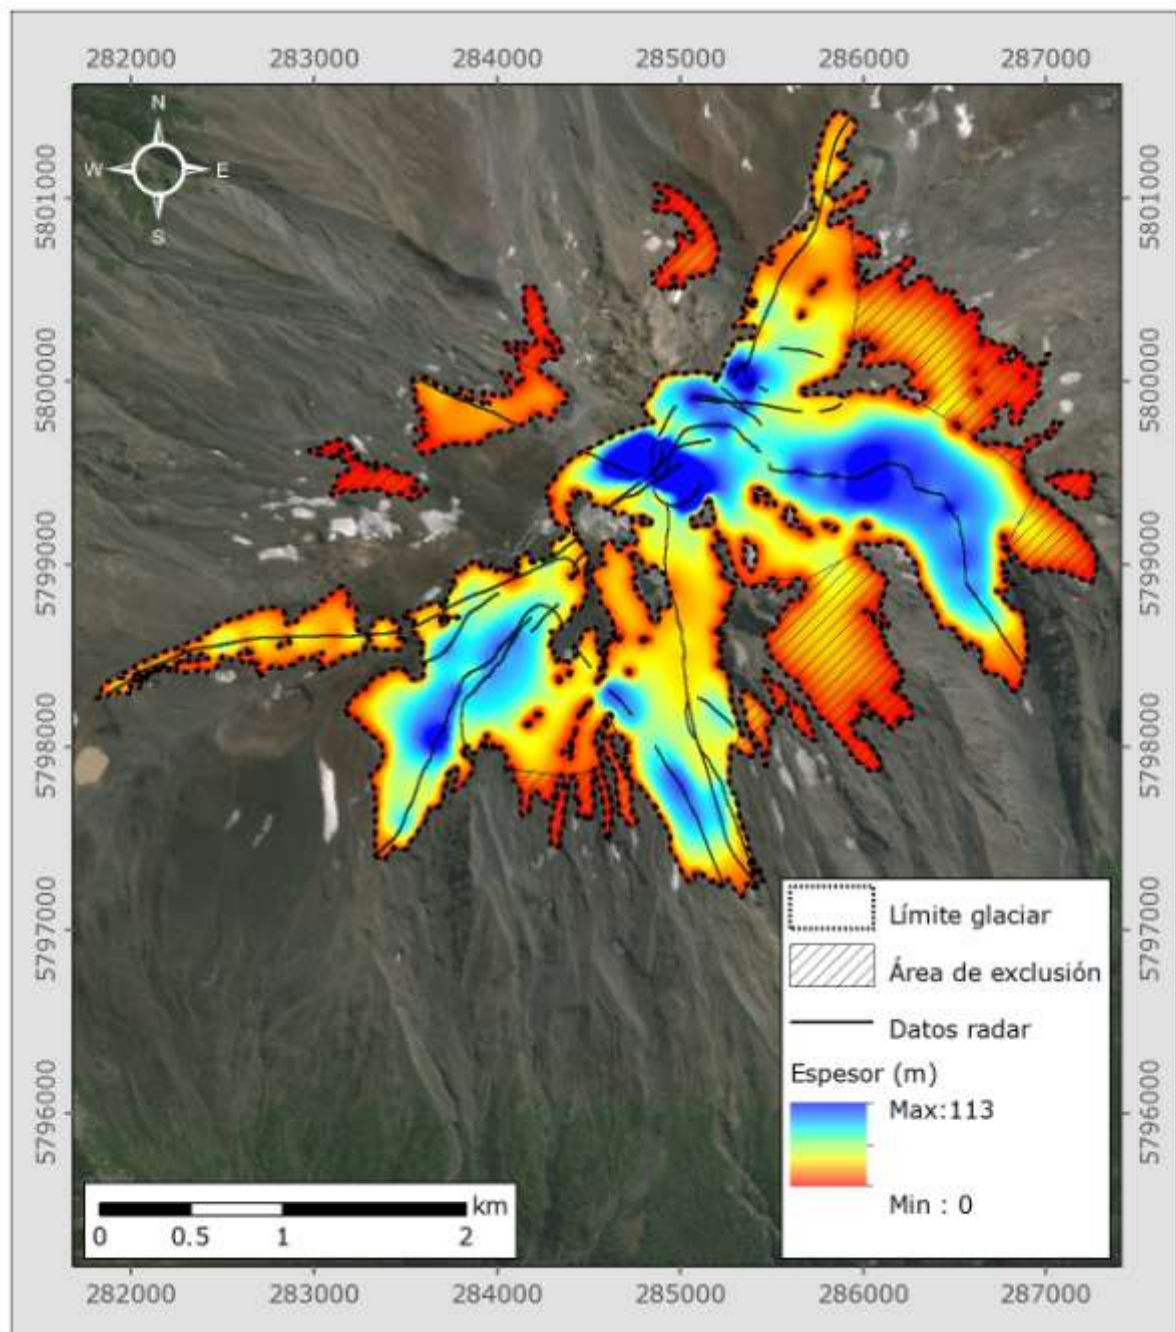 282000 283000 284000 285000 286000 287000
N
W E
S
5801000 5801000
5800000 5800000
5799000 5799000
5798000 5798000
5797000 5797000
5796000 5796000
Límite glaciar
Área de exclusión
Datos radar
Espesor (m)
Max:113
Min : 0
km
0 0.5 1 2
282000 283000 284000 285000 286000 287000